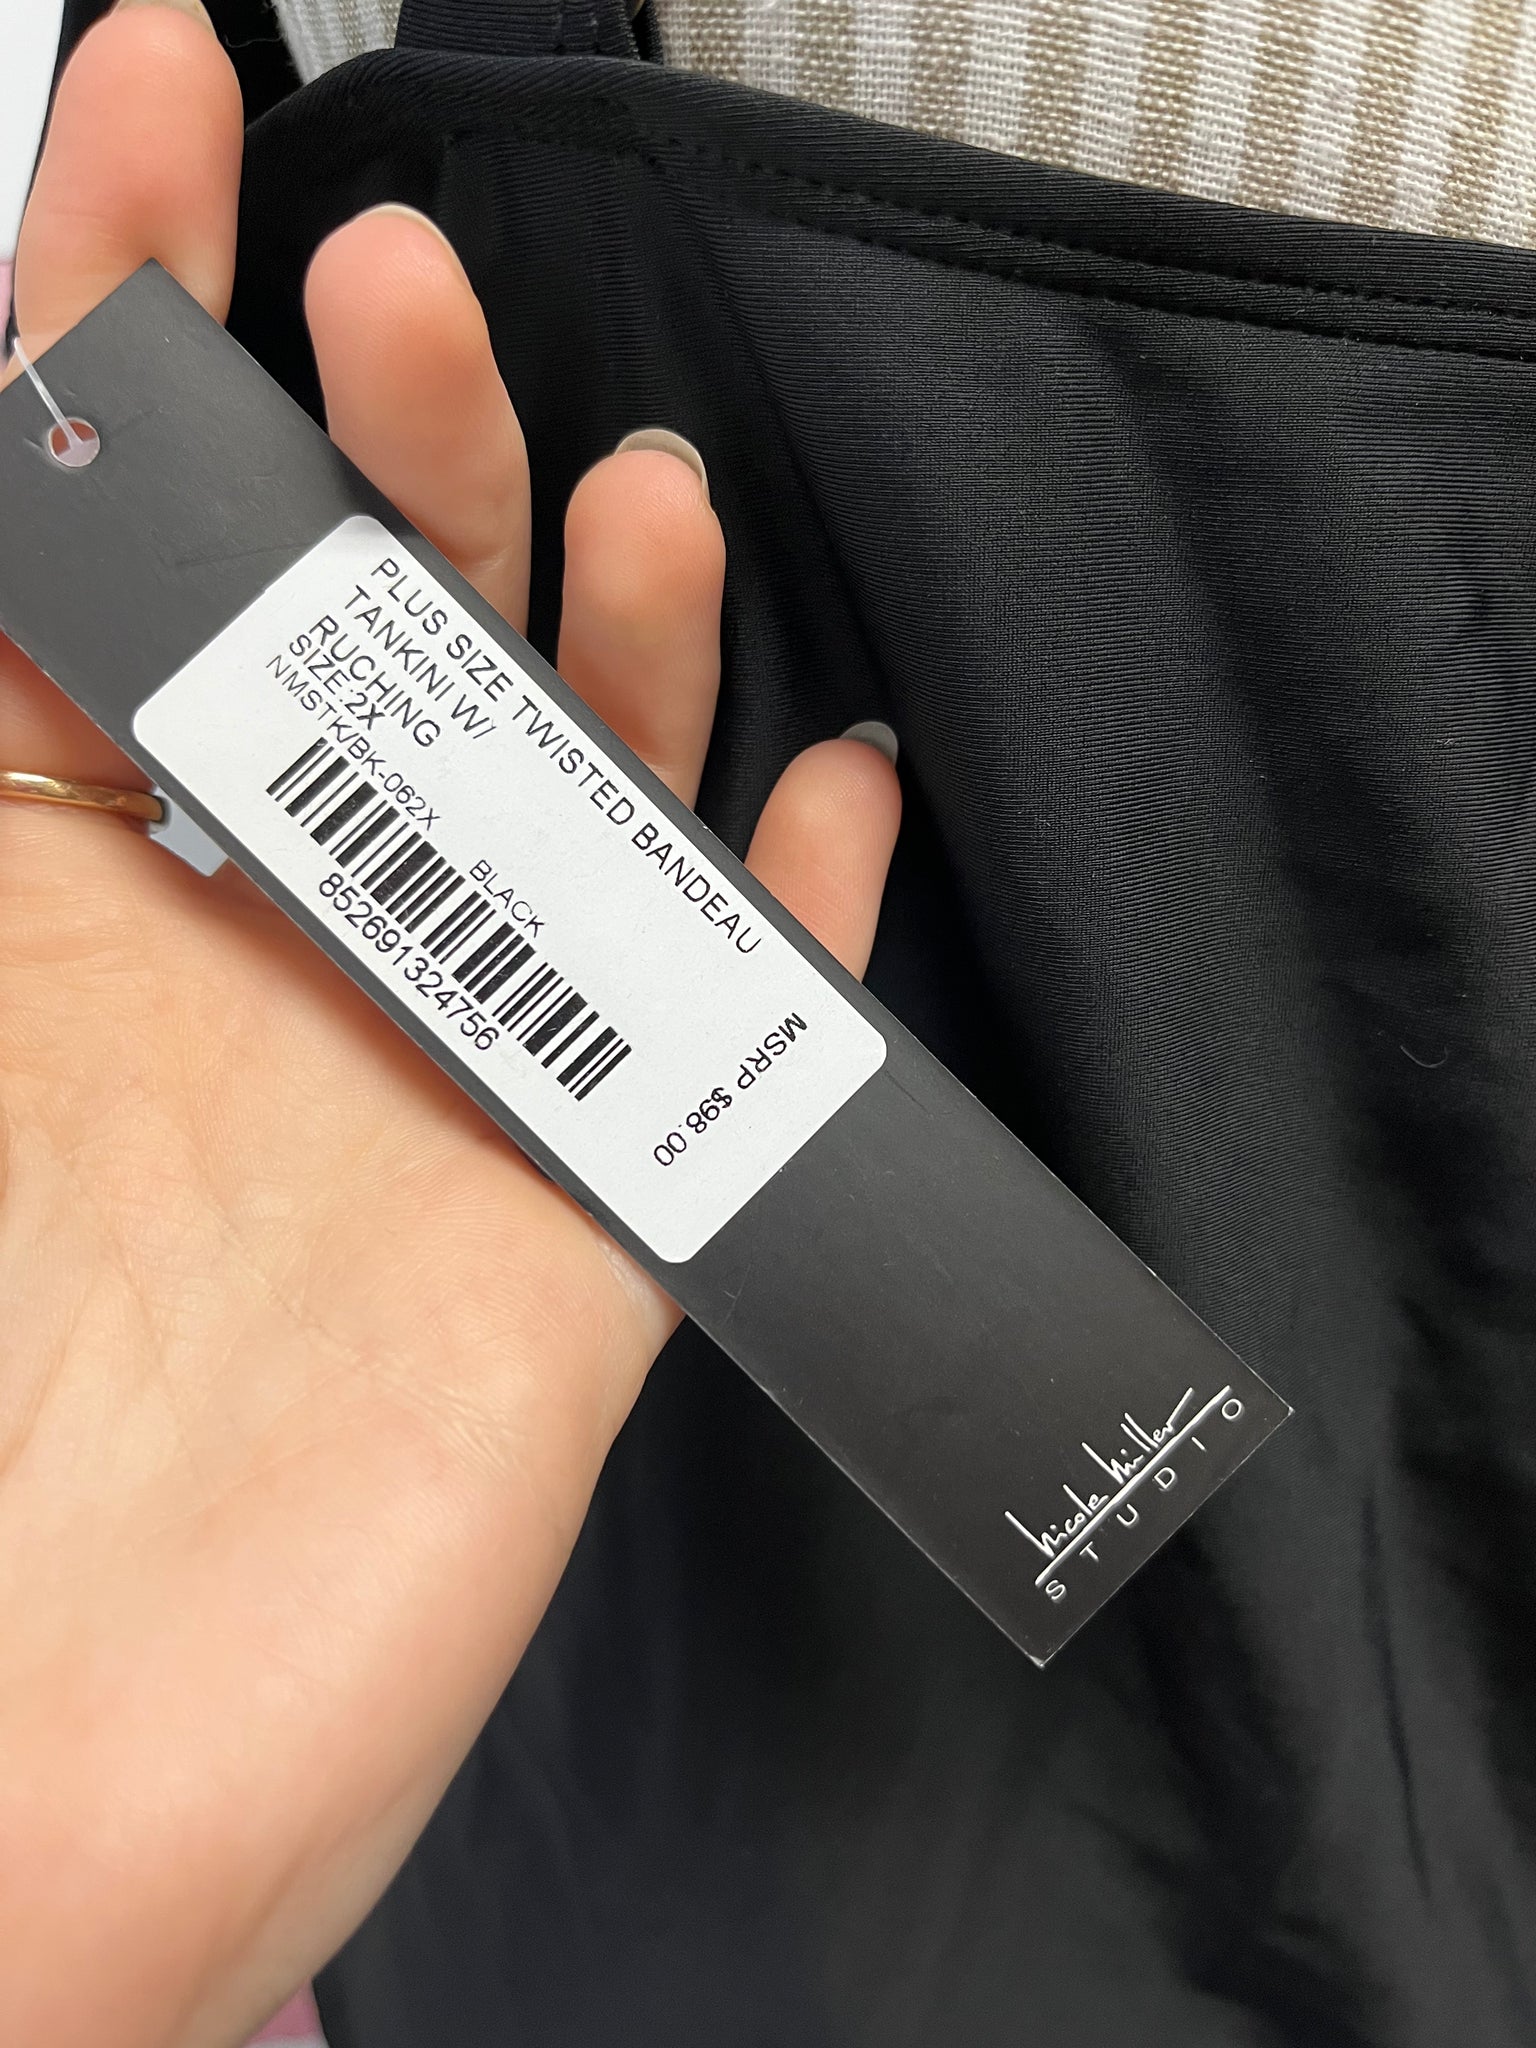 PLUS SIZE TWISTED BANDEAU
TANKINI W/
RUCHING
SIZE:2X
NMSTK/BK-062X
BLACK
852691324756
MSRP $98.00
Nicole Miller
STUDIO